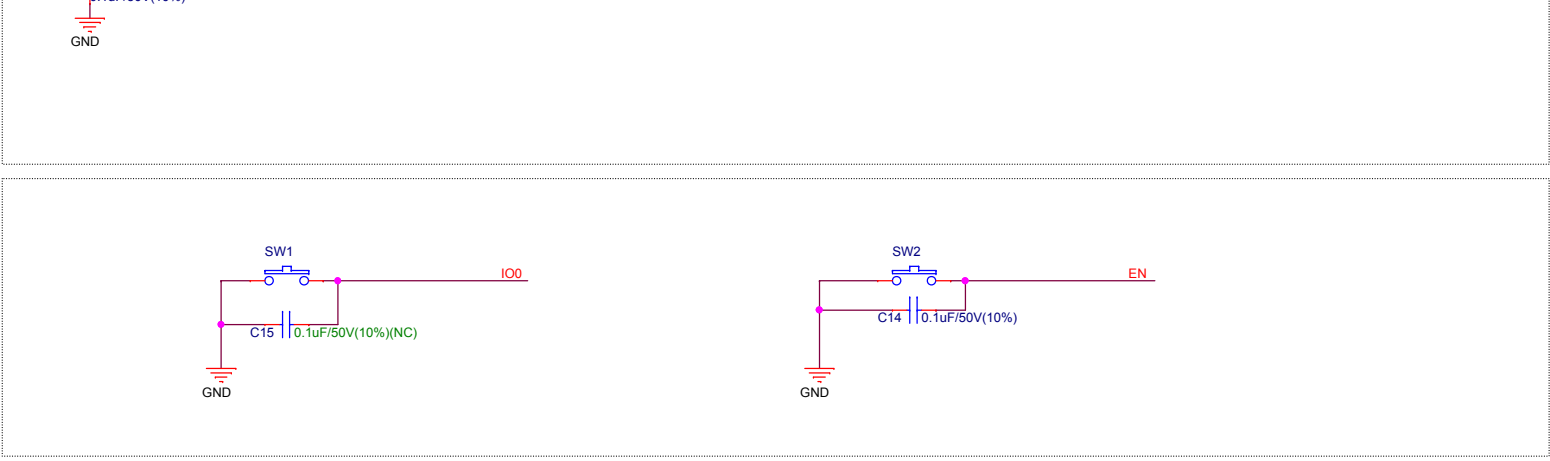 GND
SW1
IO0
C15 0.1uF/50V(10%)(NC)
GND
SW2
EN
C14 0.1uF/50V(10%)
GND